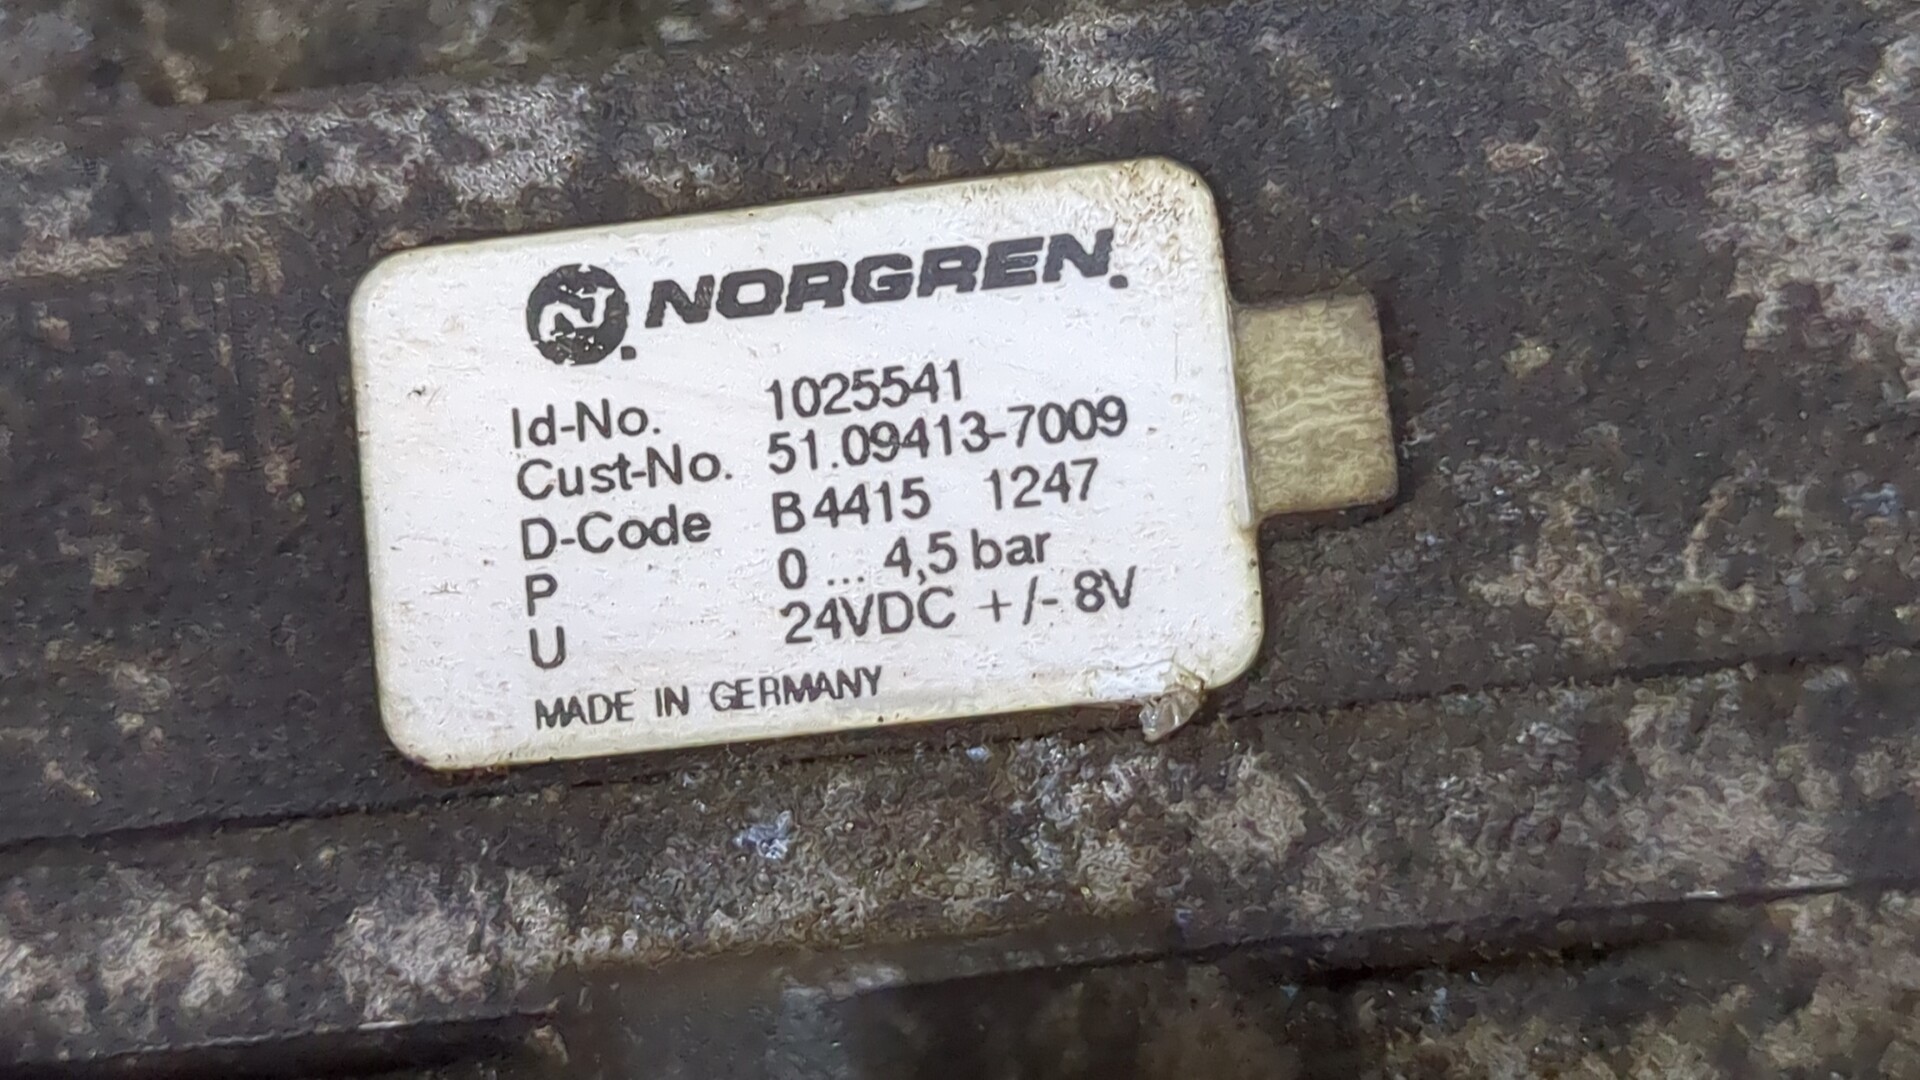 NORGREN
Id-No. 1025541
Cust-No. 51.09413-7009
D-Code B4415 1247
P 0 ... 4,5 bar
U 24VDC +/- 8V
MADE IN GERMANY